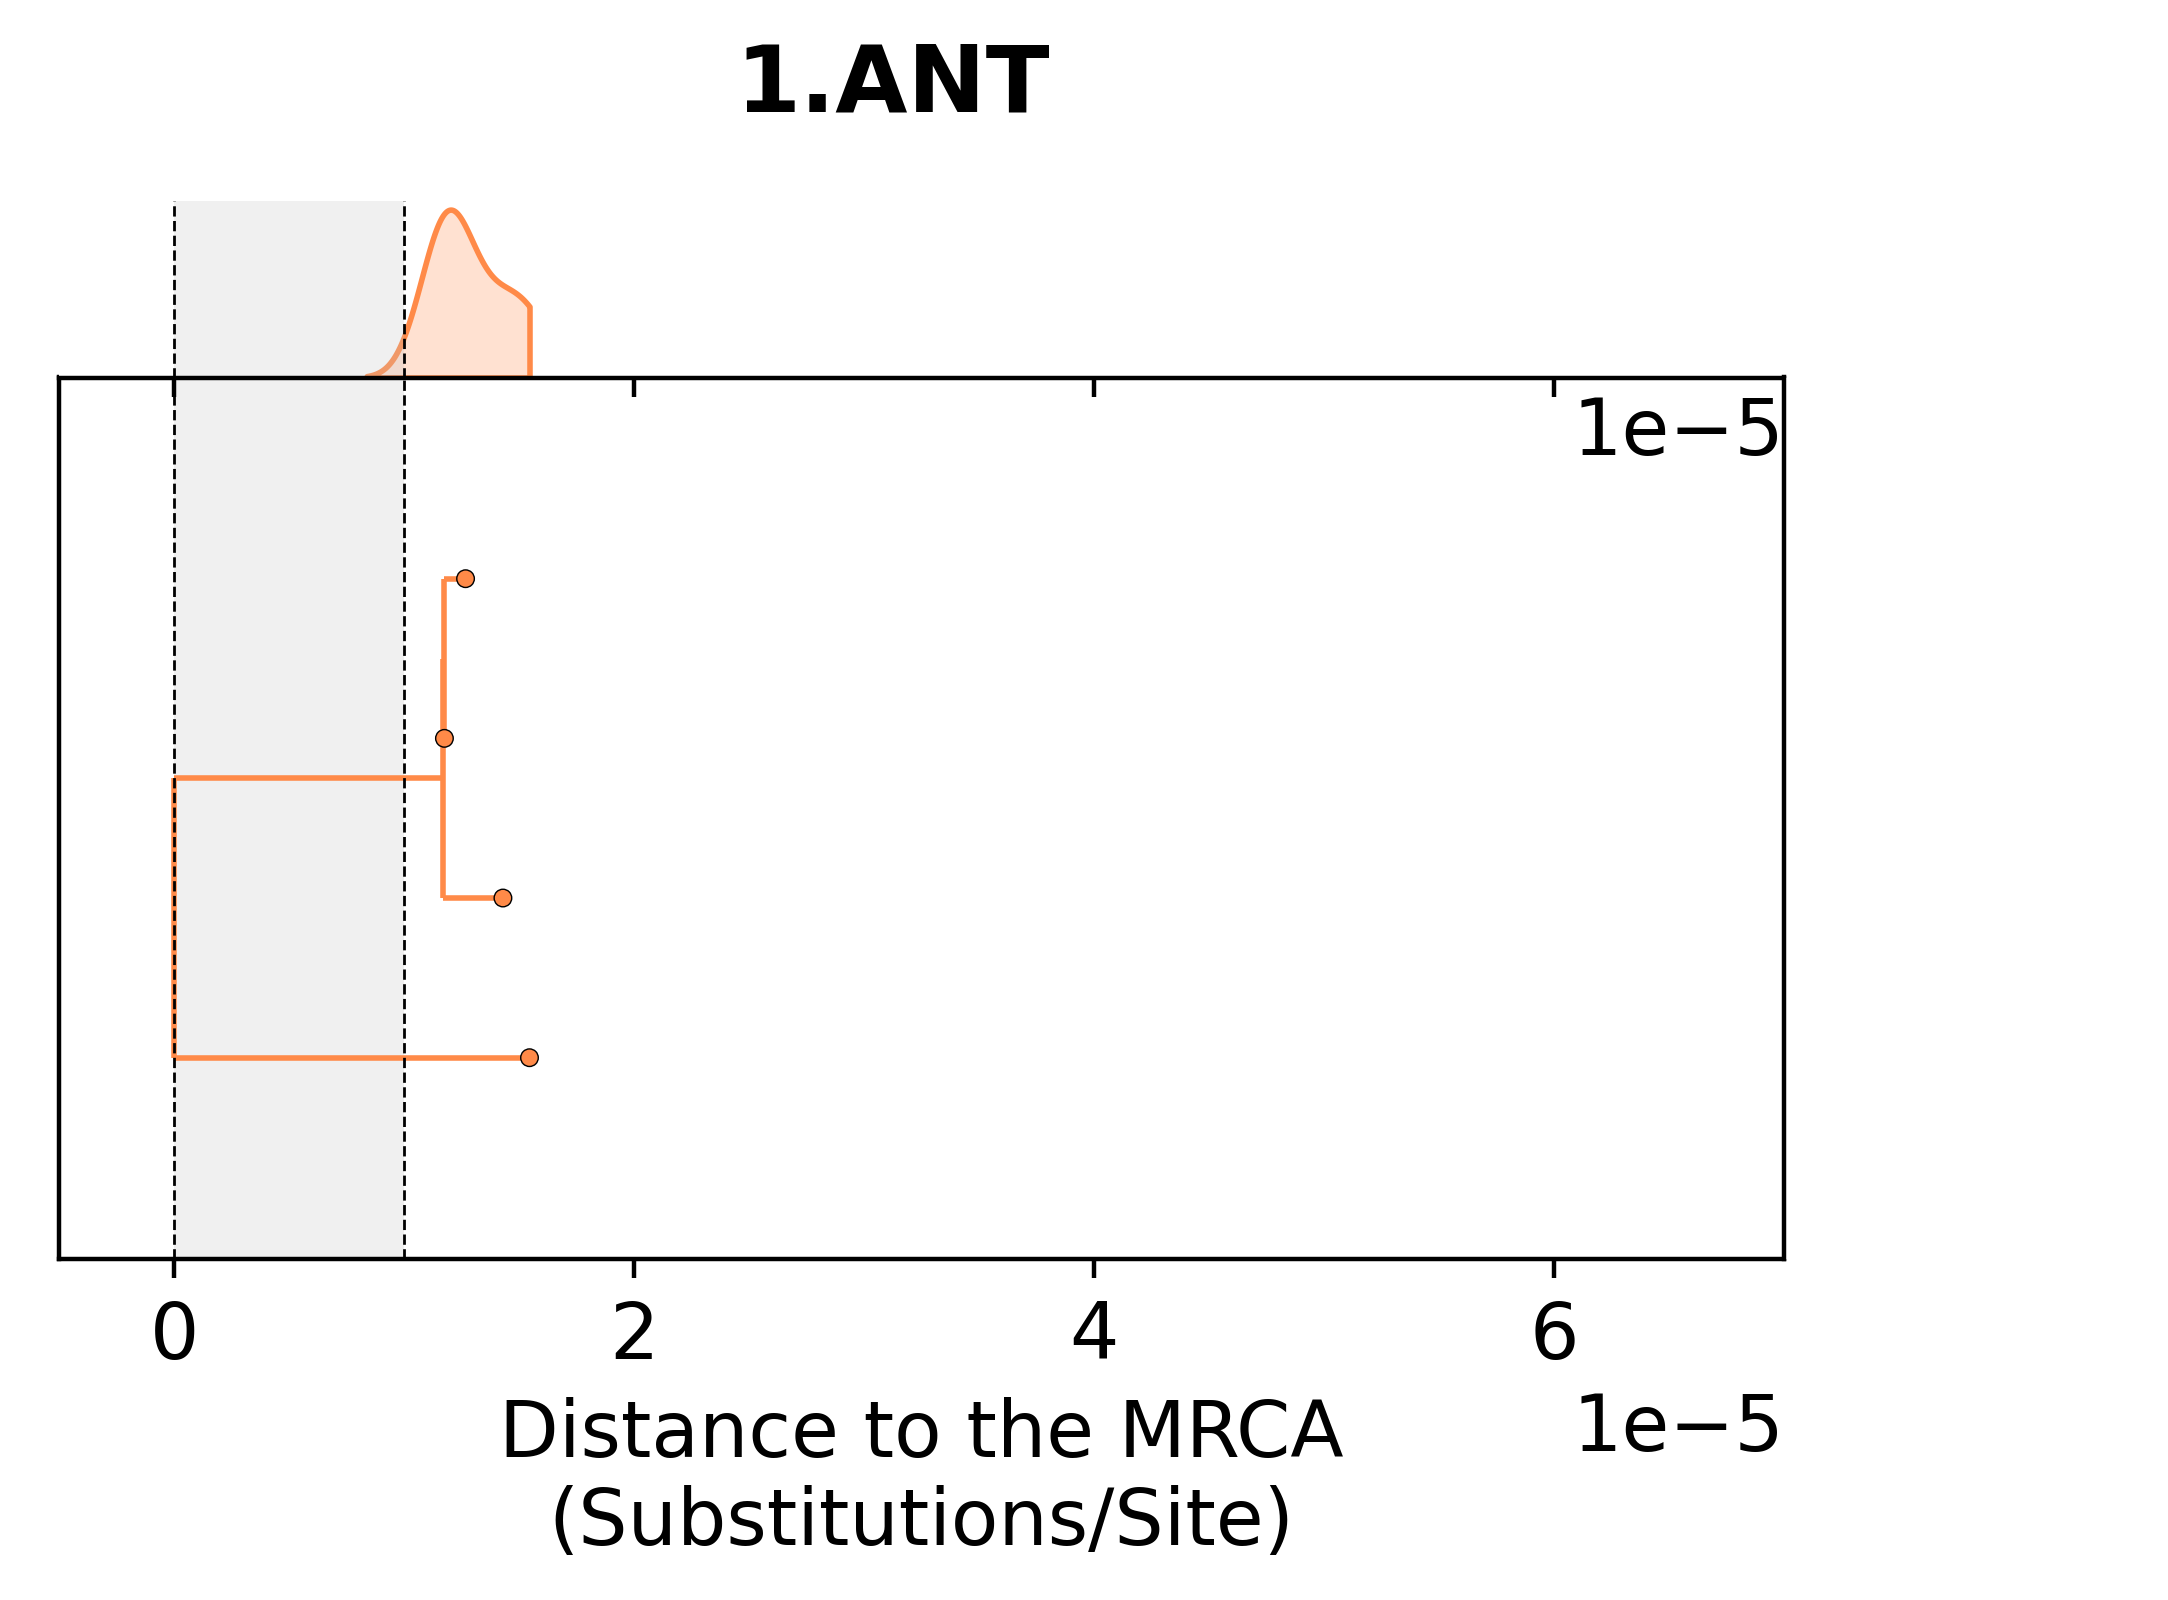 1.ANT
1e−5
0 2 4 6
1e−5
Distance to the MRCA
(Substitutions/Site)